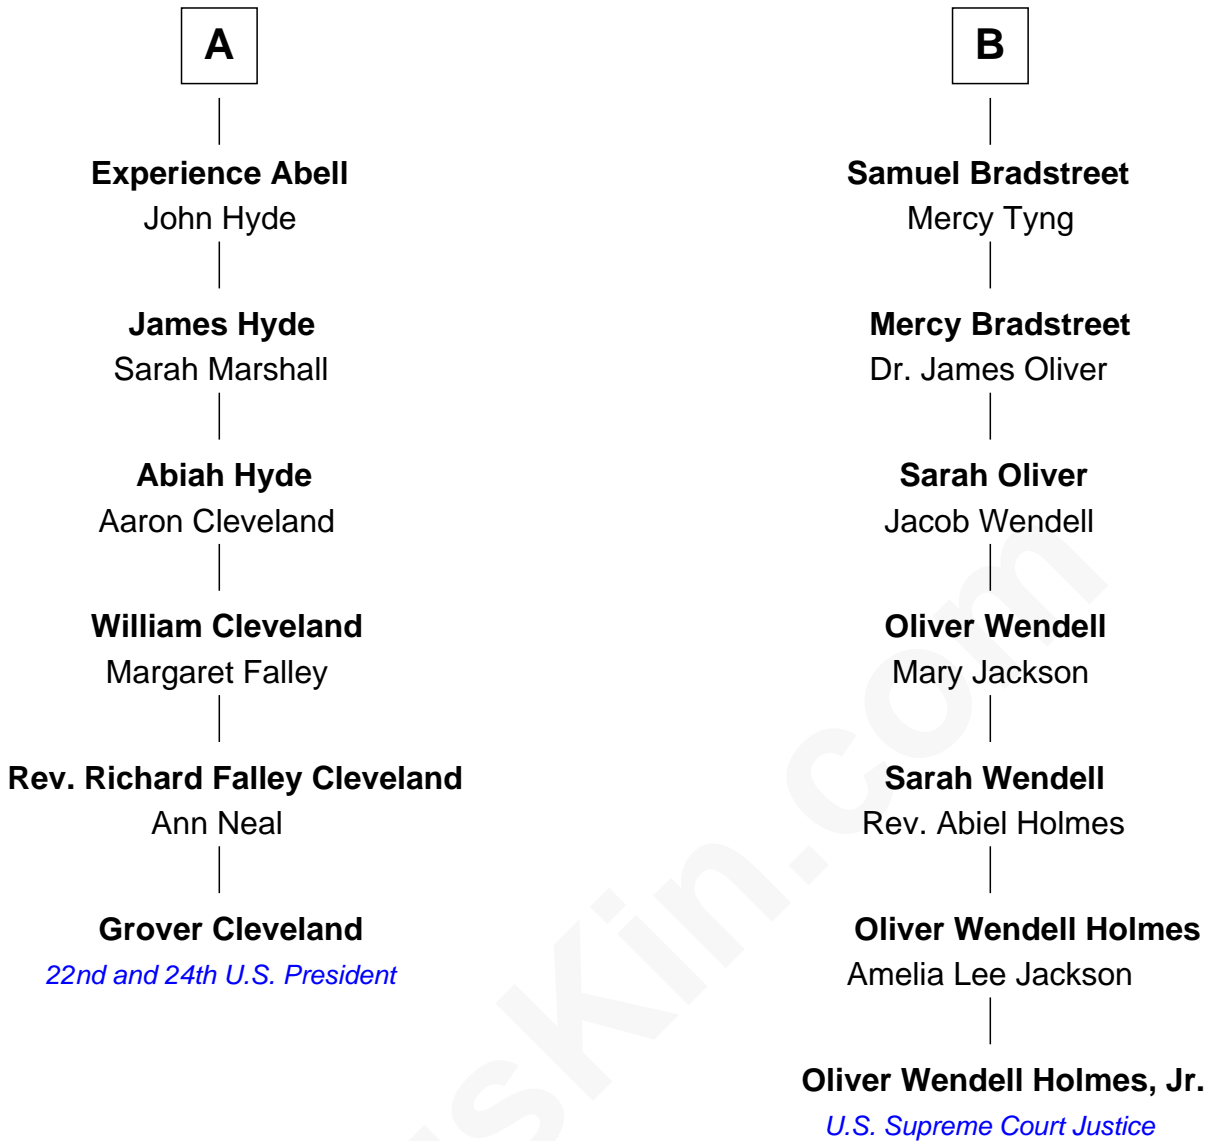 A
Experience Abell
John Hyde
James Hyde
Sarah Marshall
Abiah Hyde
Aaron Cleveland
William Cleveland
Margaret Falley
Rev. Richard Falley Cleveland
Ann Neal
Grover Cleveland
22nd and 24th U.S. President
B
Samuel Bradstreet
Mercy Tyng
Mercy Bradstreet
Dr. James Oliver
Sarah Oliver
Jacob Wendell
Oliver Wendell
Mary Jackson
Sarah Wendell
Rev. Abiel Holmes
Oliver Wendell Holmes
Amelia Lee Jackson
Oliver Wendell Holmes, Jr.
U.S. Supreme Court Justice